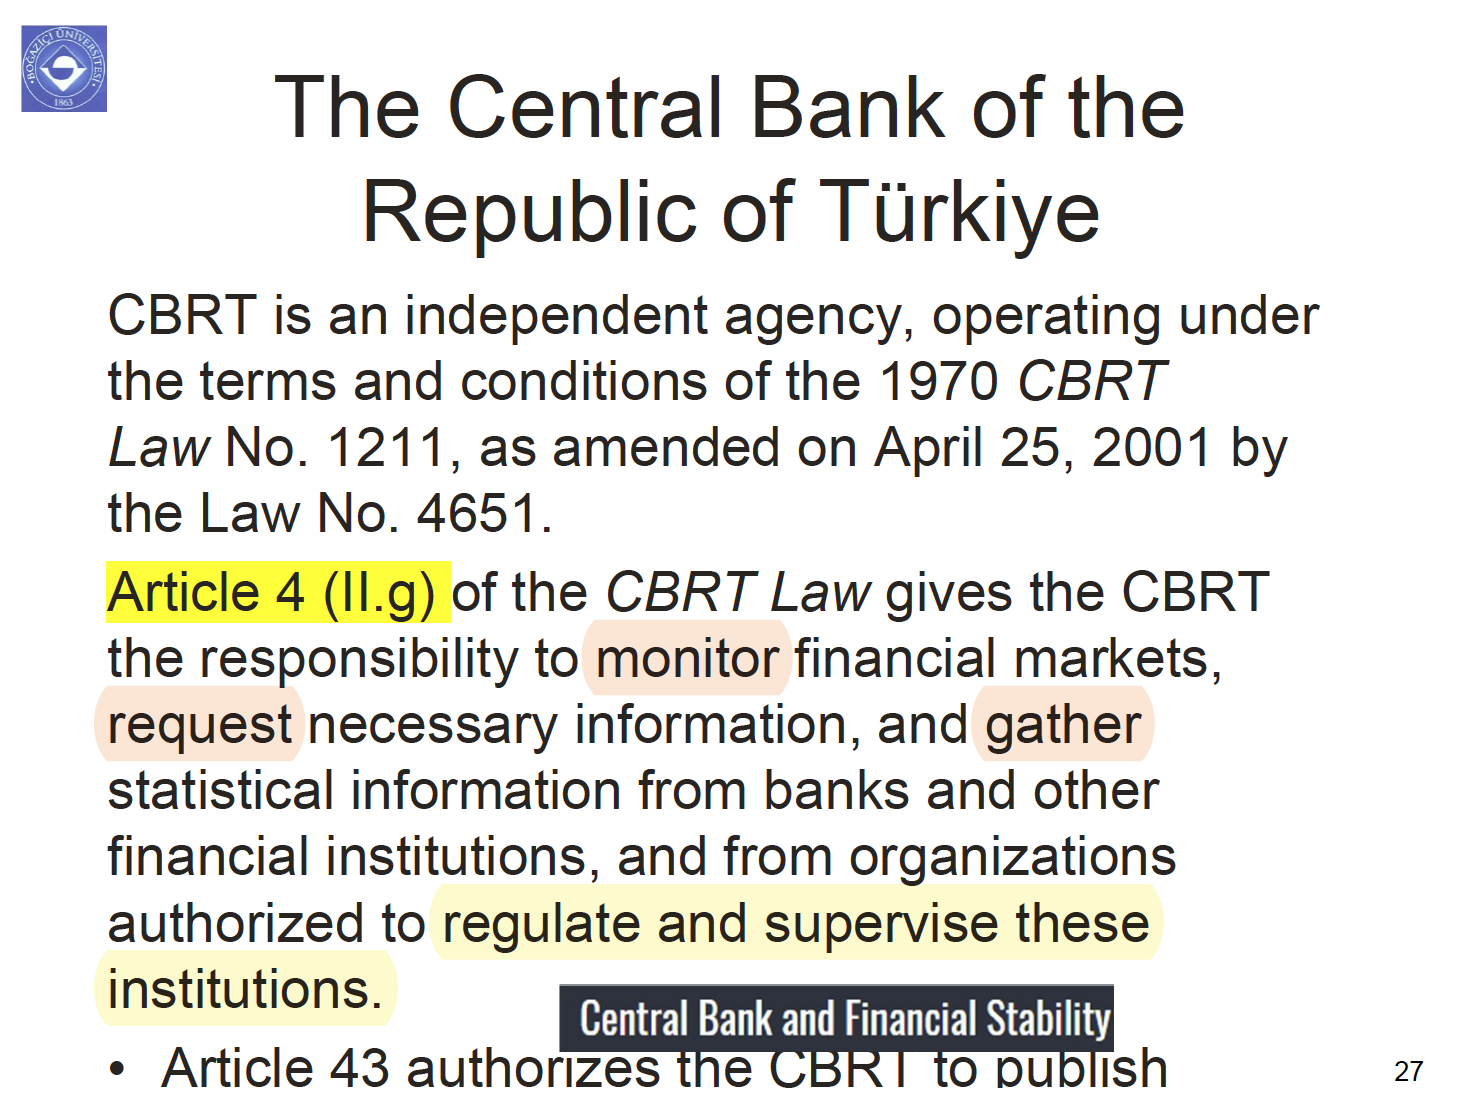 BOĞAZİÇİ ÜNİVERSİTESİ
1863
The Central Bank of the
Republic of Türkiye
CBRT is an independent agency, operating under
the terms and conditions of the 1970 CBRT
Law No. 1211, as amended on April 25, 2001 by
the Law No. 4651.
Article 4 (II.g) of the CBRT Law gives the CBRT
the responsibility to monitor financial markets,
request necessary information, and gather
statistical information from banks and other
financial institutions, and from organizations
authorized to regulate and supervise these
institutions.
Central Bank and Financial Stability
• Article 43 authorizes the CBRT to publish
27